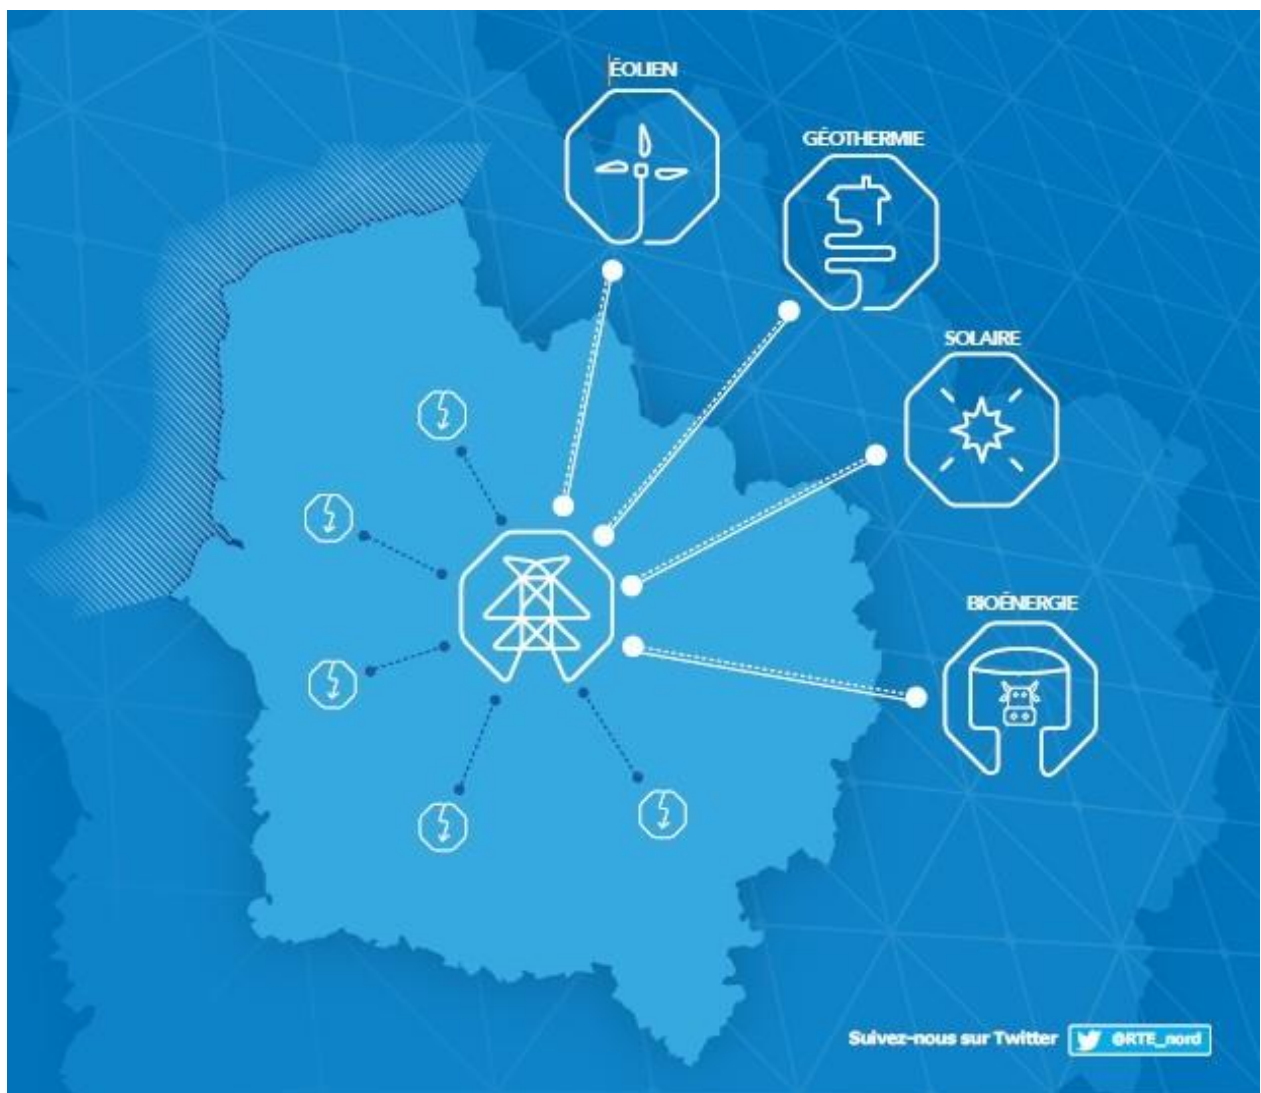 ÉOLIEN
GÉOTHERMIE
SOLAIRE
BIOÉNERGIE
Suivez-nous sur Twitter @RTE_nord